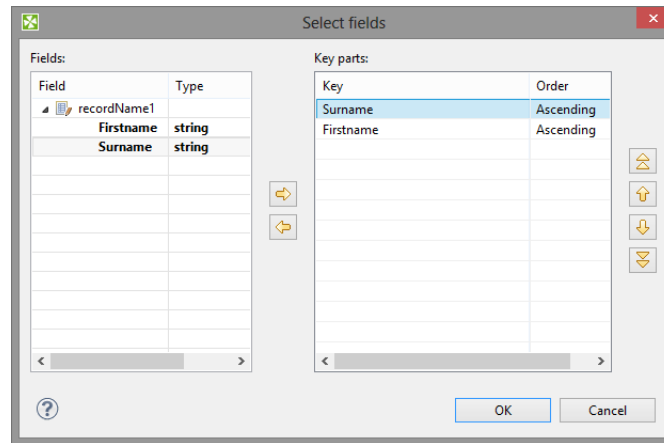 Select fields
Fields:
Field Type
recordName1
Firstname string
Surname string
Key parts:
Key Order
Surname Ascending
Firstname Ascending
OK Cancel